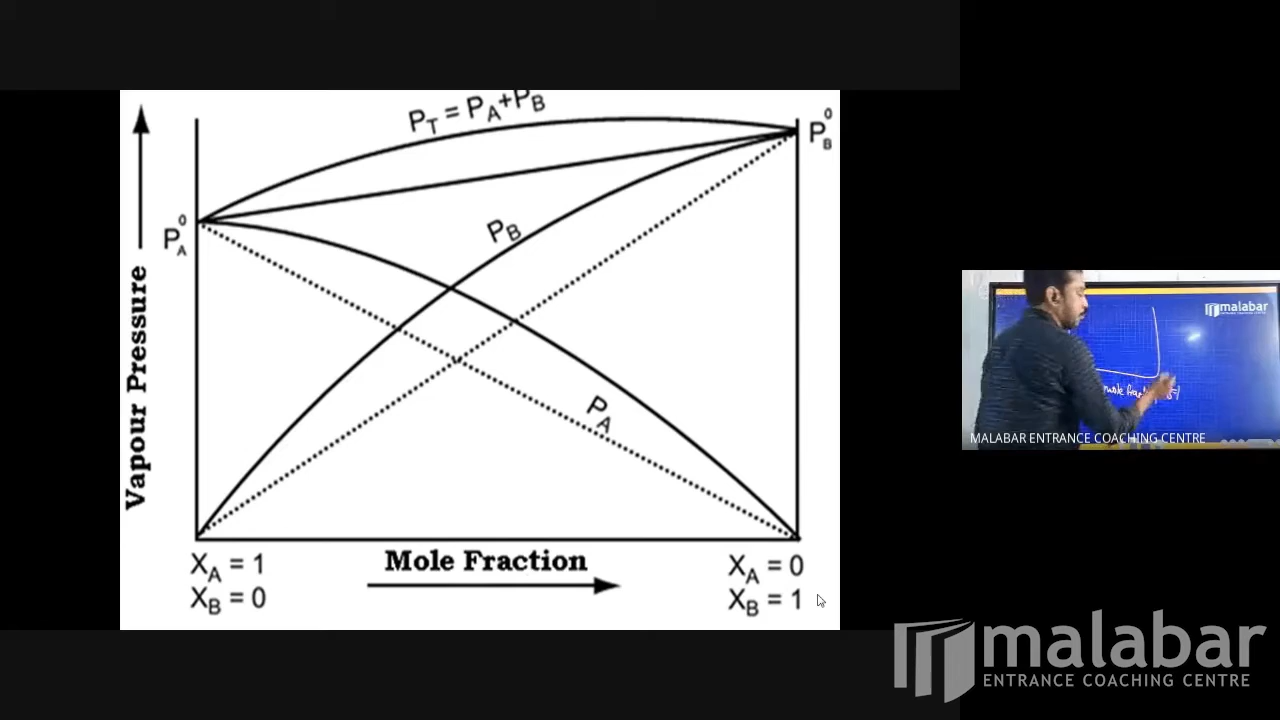 P_T = P_A+P_B
P_B^0
P_A^0
P_B
P_A
Vapour Pressure
X_A = 1
X_B = 0
Mole Fraction
X_A = 0
X_B = 1
malabar
mole
MALABAR ENTRANCE COACHING CENTRE
malabar
ENTRANCE COACHING CENTRE